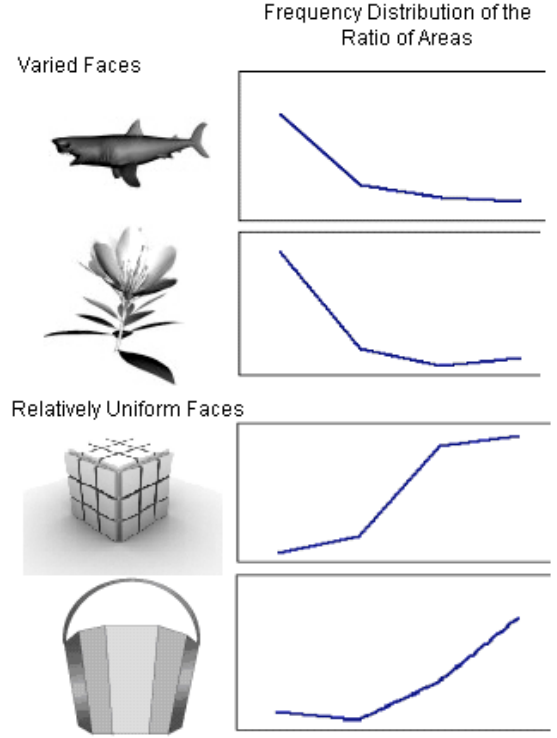 Frequency Distribution of the
Ratio of Areas
Varied Faces
Relatively Uniform Faces